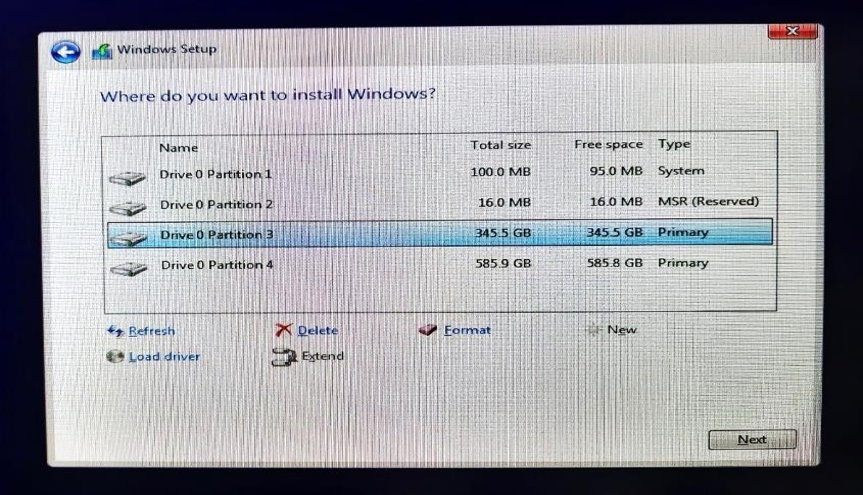 Windows Setup
Where do you want to install Windows?
Name Total size Free space Type
Drive 0 Partition 1 100.0 MB 95.0 MB System
Drive 0 Partition 2 16.0 MB 16.0 MB MSR (Reserved)
Drive 0 Partition 3 345.5 GB 345.5 GB Primary
Drive 0 Partition 4 585.9 GB 585.8 GB Primary
Refresh Delete Format New
Load driver Extend
Next